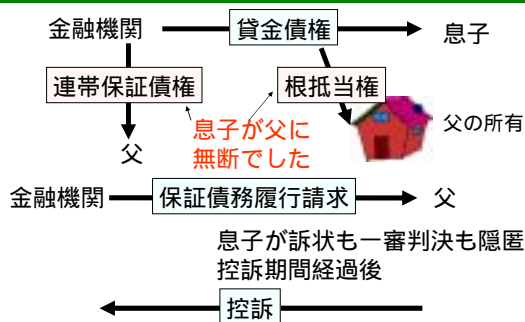 金融機関 貸金債権 息子
連帯保証債権 根抵当権
息子が父に
無断でした
父の所有
父
金融機関 保証債務履行請求 父
息子が訴状も一審判決も隠匿
控訴期間経過後
控訴